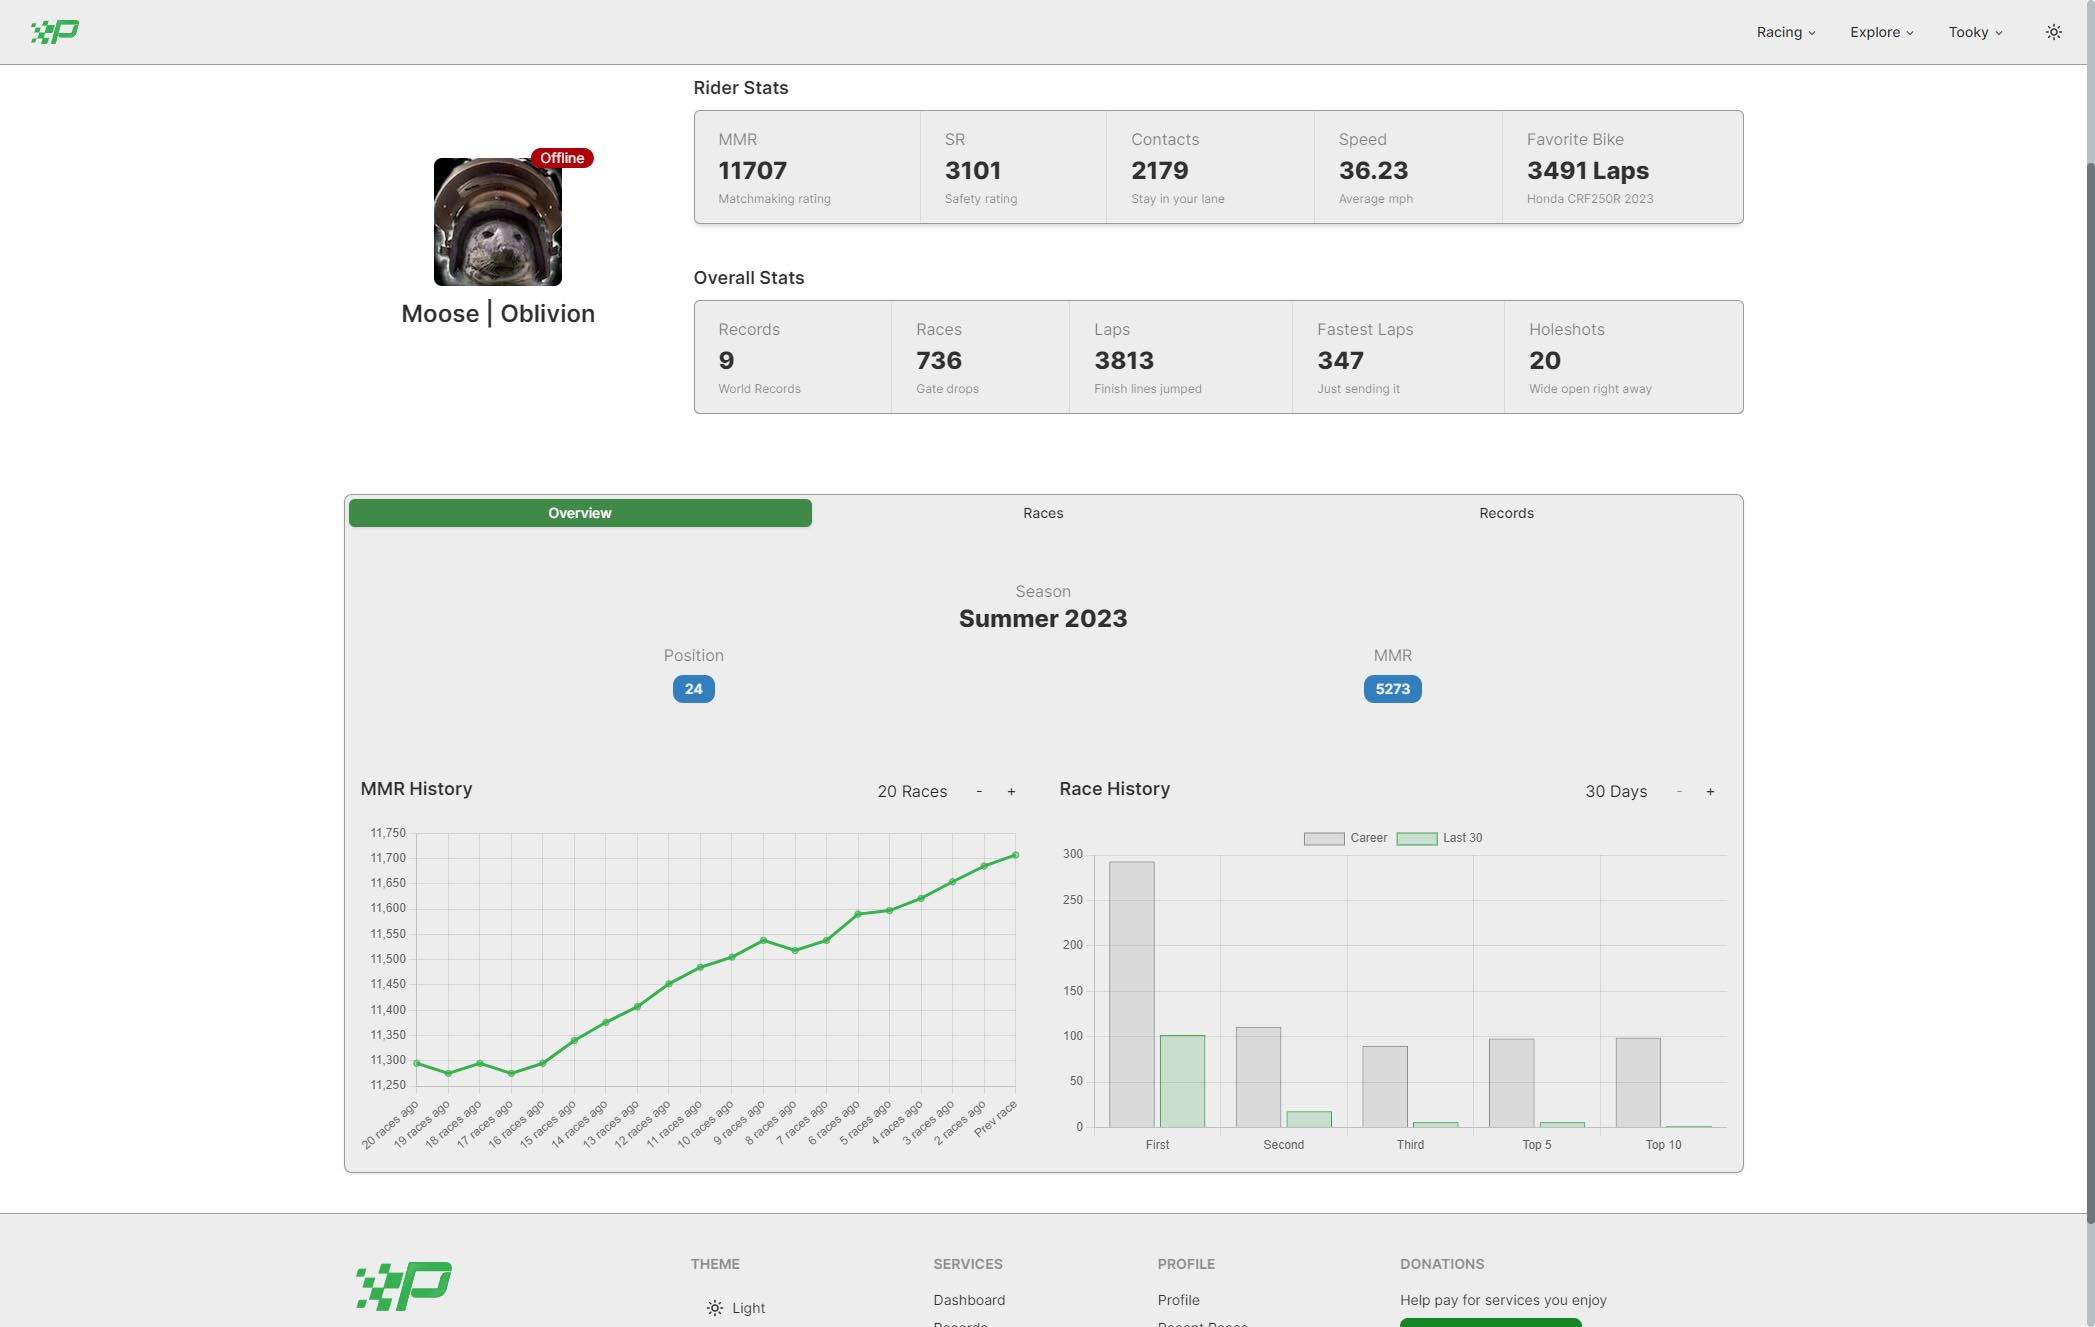 Racing
Explore
Tooky
Rider Stats
MMR
11707
Matchmaking rating
SR
3101
Safety rating
Contacts
2179
Stay in your lane
Speed
36.23
Average mph
Favorite Bike
3491 Laps
Honda CRF250R 2023
Offline
Moose | Oblivion
Overall Stats
Records
9
World Records
Races
736
Gate drops
Laps
3813
Finish lines jumped
Fastest Laps
347
Just sending it
Holeshots
20
Wide open right away
Overview
Races
Records
Season
Summer 2023
Position
24
MMR
5273
MMR History
20 Races - +
11,750
11,700
11,650
11,600
11,550
11,500
11,450
11,400
11,350
11,300
11,250
20 races ago
19 races ago
18 races ago
17 races ago
16 races ago
15 races ago
14 races ago
13 races ago
12 races ago
11 races ago
10 races ago
9 races ago
8 races ago
7 races ago
6 races ago
5 races ago
4 races ago
3 races ago
2 races ago
Prev race
Race History
30 Days - +
Career
Last 30
300
250
200
150
100
50
0
First
Second
Third
Top 5
Top 10
THEME
Light
SERVICES
Dashboard
Records
PROFILE
Profile
Recent Races
DONATIONS
Help pay for services you enjoy